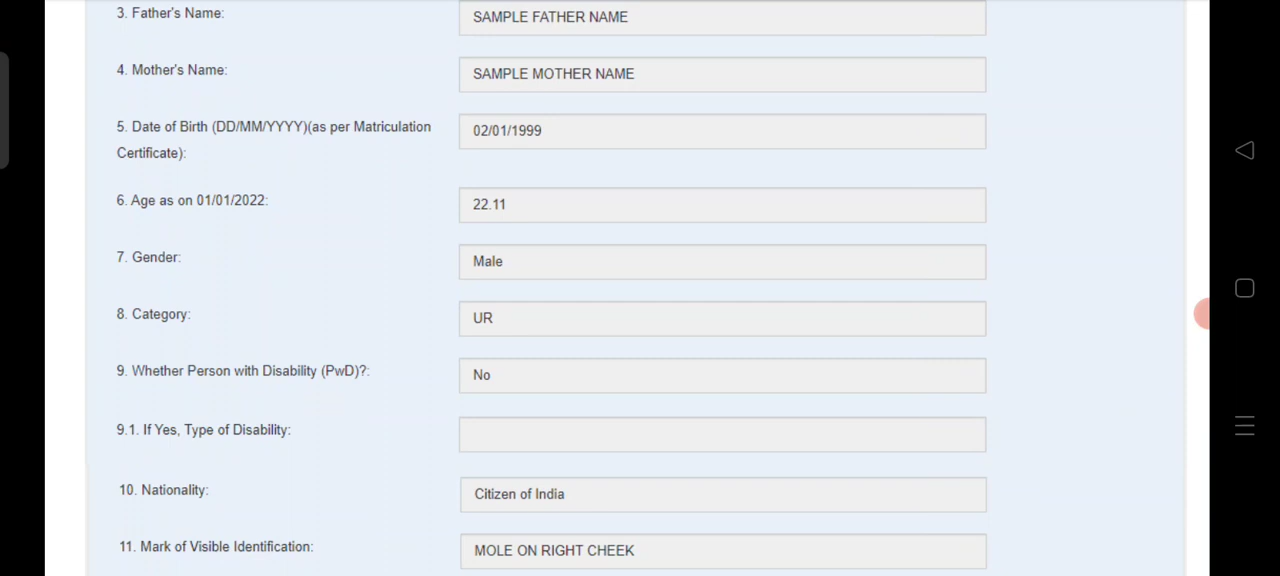 3. Father's Name:
SAMPLE FATHER NAME
4. Mother's Name:
SAMPLE MOTHER NAME
5. Date of Birth (DD/MM/YYYY)(as per Matriculation
Certificate):
02/01/1999
6. Age as on 01/01/2022:
22.11
7. Gender:
Male
8. Category:
UR
9. Whether Person with Disability (PwD)?:
No
9.1. If Yes, Type of Disability:
10. Nationality:
Citizen of India
11. Mark of Visible Identification:
MOLE ON RIGHT CHEEK